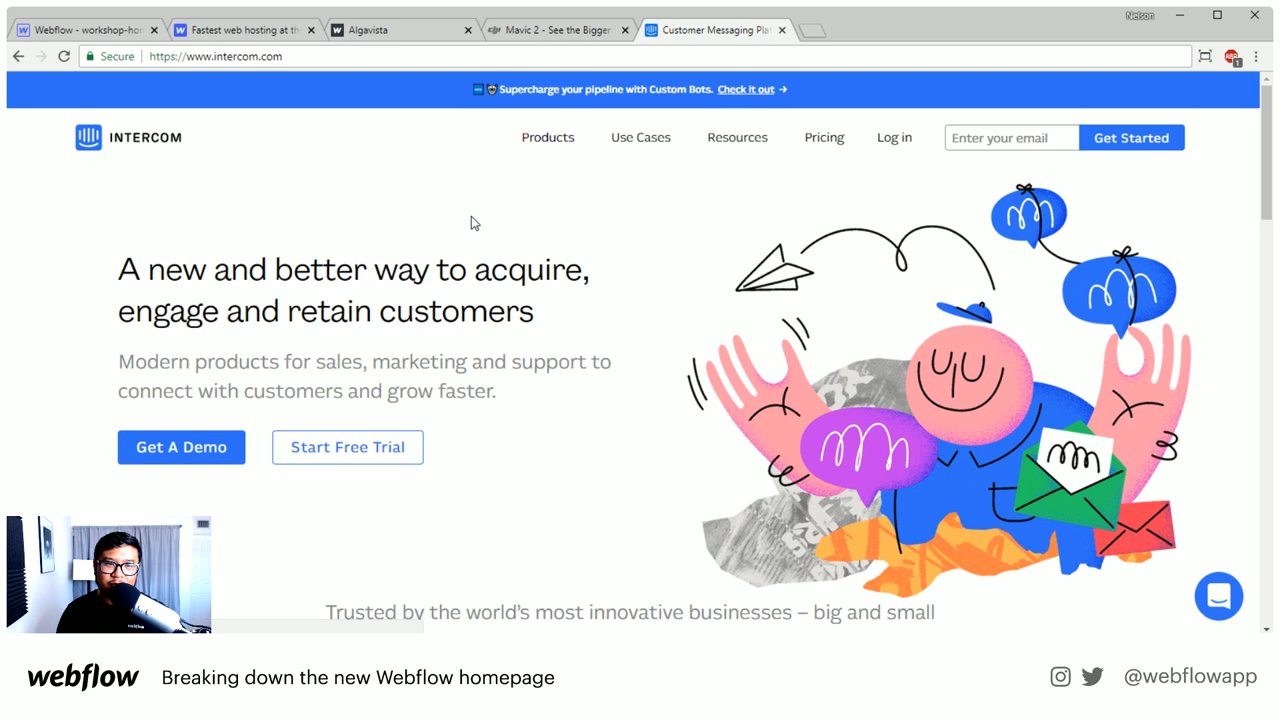 Nelson
Webflow - workshop-ho
Fastest web hosting at th
Algavista
Mavic 2 - See the Bigger
Customer Messaging Pla
Secure
https://www.intercom.com
1
Supercharge your pipeline with Custom Bots. Check it out →
INTERCOM
Products
Use Cases
Resources
Pricing
Log in
Enter your email
Get Started
A new and better way to acquire,
engage and retain customers
Modern products for sales, marketing and support to
connect with customers and grow faster.
Get A Demo
Start Free Trial
Trusted by the world's most innovative businesses – big and small
webflow
Breaking down the new Webflow homepage
@webflowapp